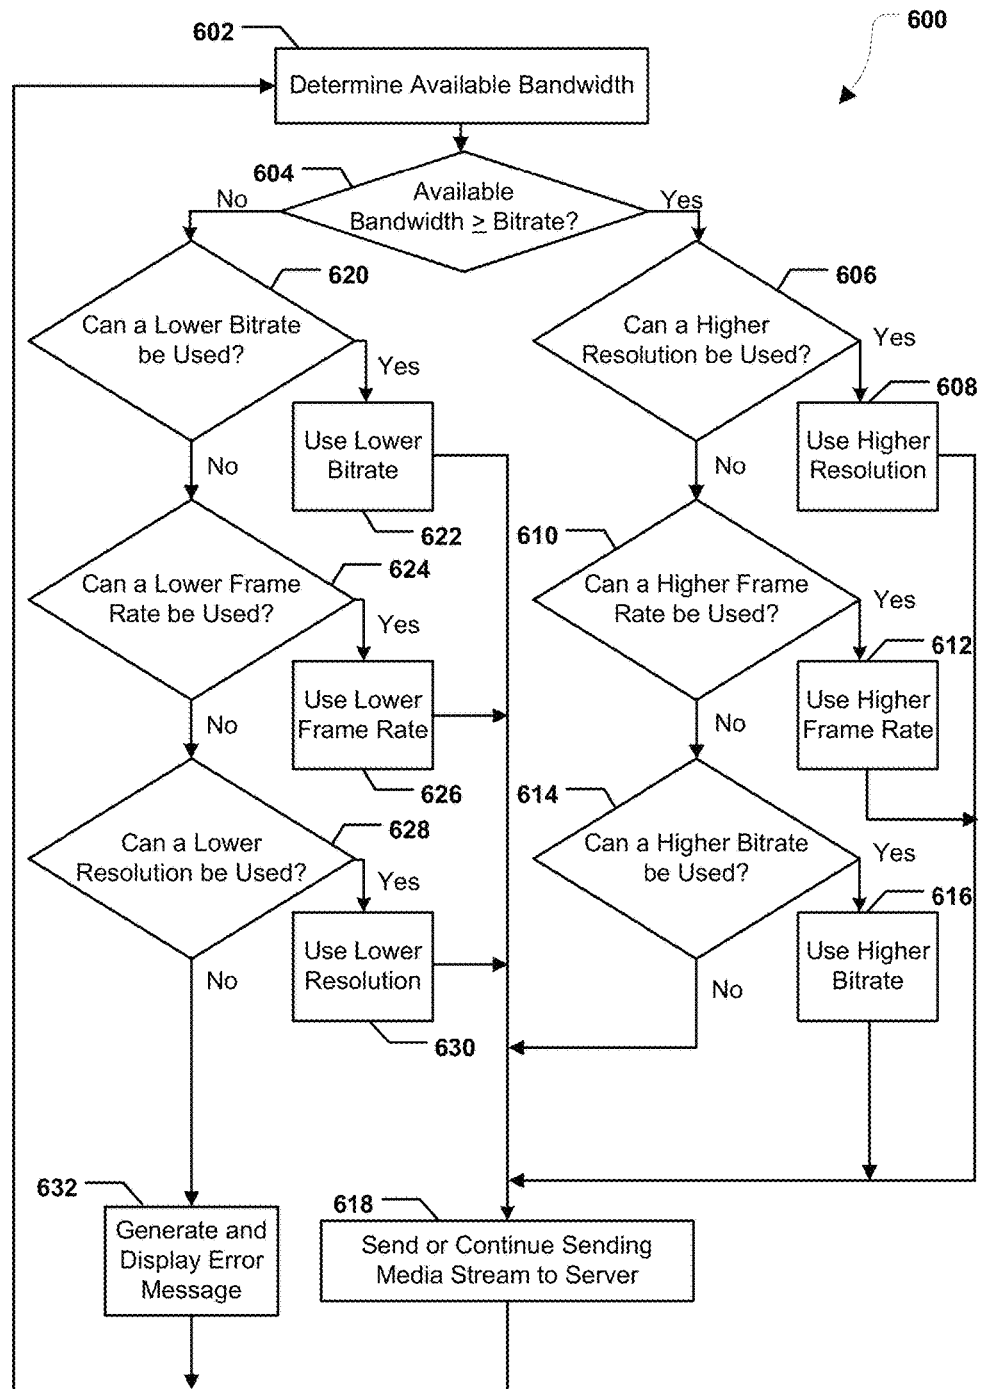 600
602
Determine Available Bandwidth
604
Available
Bandwidth ≥ Bitrate?
No
Yes
620
Can a Lower Bitrate
be Used?
Yes
606
Can a Higher
Resolution be Used?
Yes
608
Use Lower
Bitrate
622
No
Use Higher
Resolution
No
624
Can a Lower Frame
Rate be Used?
Yes
610
Can a Higher Frame
Rate be Used?
Yes
612
Use Lower
Frame Rate
626
No
Use Higher
Frame Rate
No
628
Can a Lower
Resolution be Used?
Yes
614
Can a Higher Bitrate
be Used?
Yes
616
Use Lower
Resolution
630
No
Use Higher
Bitrate
No
632
Generate and
Display Error
Message
618
Send or Continue Sending
Media Stream to Server